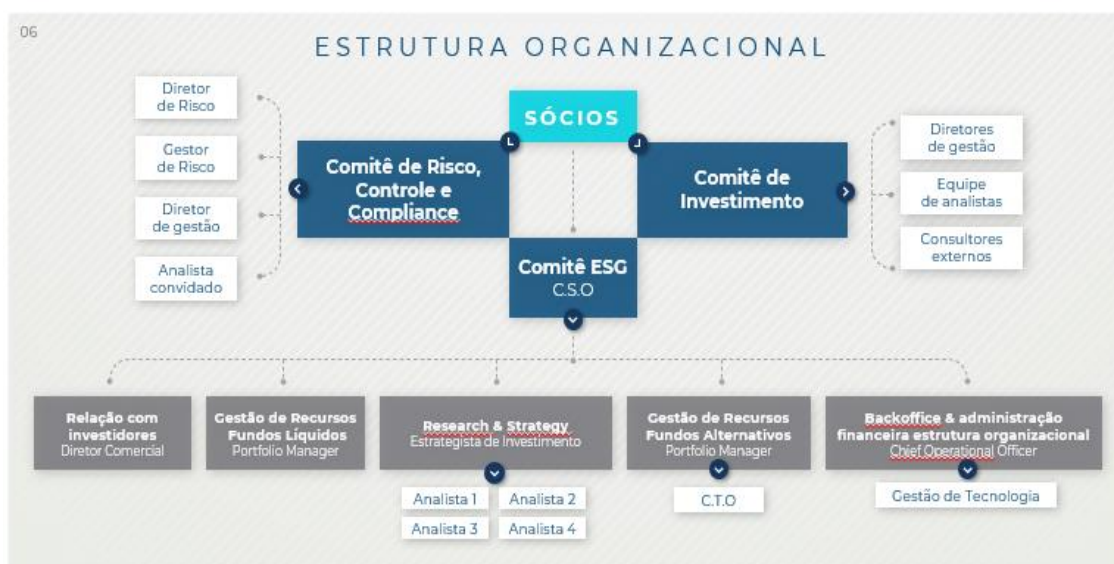 06
ESTRUTURA ORGANIZACIONAL
Diretor
de Risco
Gestor
de Risco
Diretor
de gestão
Analista
convidado
SÓCIOS
Comitê de Risco,
Controle e
Compliance
Comitê de
Investimento
Comitê ESG
C.S.O
Diretores
de gestão
Equipe
de analistas
Consultores
externos
Relação com
investidores
Diretor Comercial
Gestão de Recursos
Fundos Líquidos
Portfolio Manager
Research & Strategy
Estrategista de Investimento
Analista 1
Analista 2
Analista 3
Analista 4
Gestão de Recursos
Fundos Alternativos
Portfolio Manager
C.T.O
Backoffice & administração
financeira estrutura organizacional
Chief Operational Officer
Gestão de Tecnologia